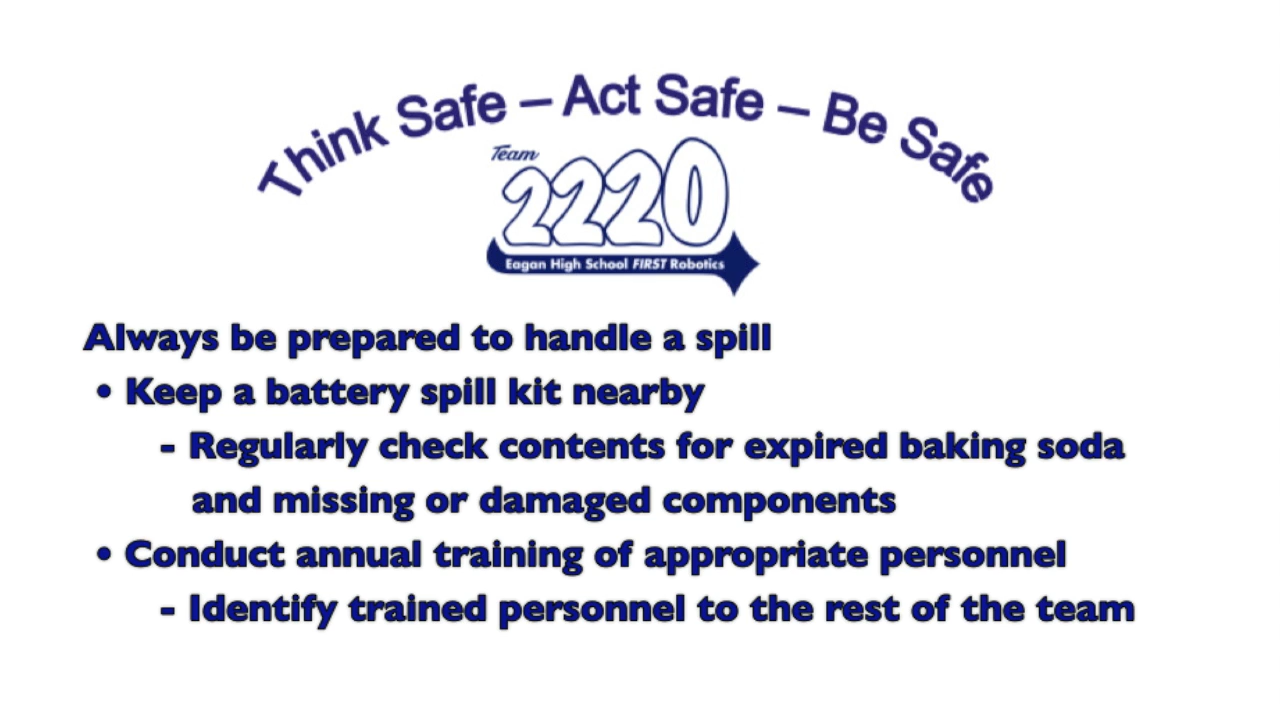 Think Safe – Act Safe – Be Safe
Team
2220
Eagan High School FIRST Robotics
Always be prepared to handle a spill
• Keep a battery spill kit nearby
- Regularly check contents for expired baking soda
and missing or damaged components
• Conduct annual training of appropriate personnel
- Identify trained personnel to the rest of the team